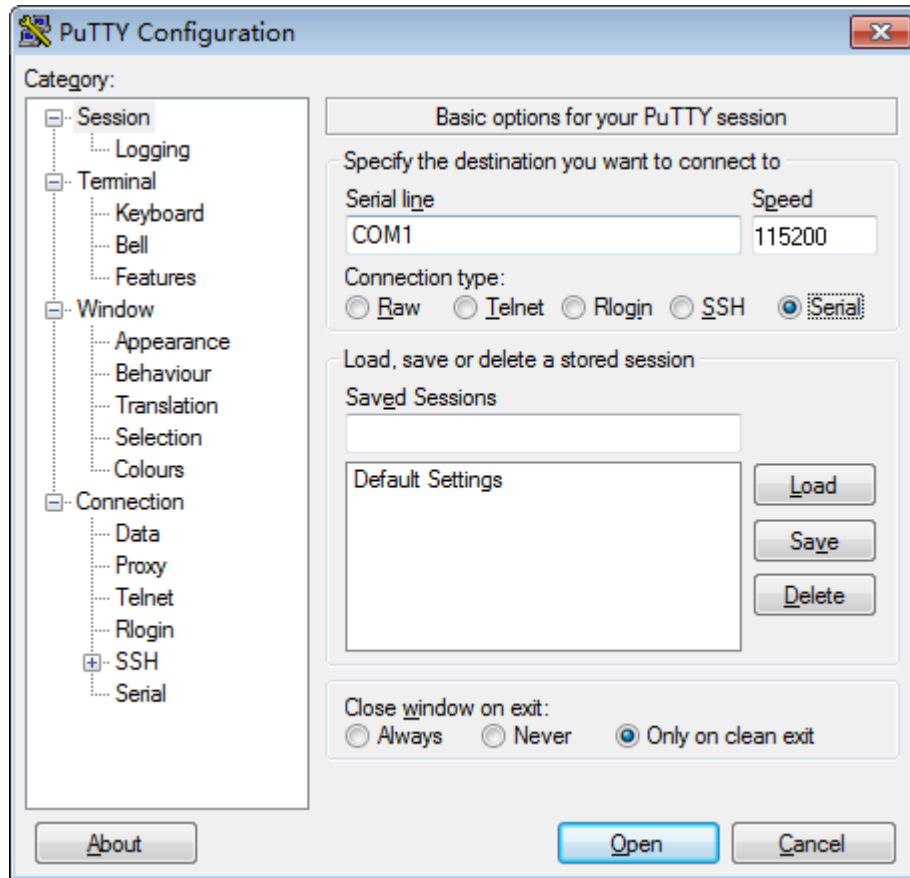 PuTTY Configuration
Category:
Session
Logging
Terminal
Keyboard
Bell
Features
Window
Appearance
Behaviour
Translation
Selection
Colours
Connection
Data
Proxy
Telnet
Rlogin
SSH
Serial
Basic options for your PuTTY session
Specify the destination you want to connect to
Serial line Speed
COM1 115200
Connection type:
Raw Telnet Rlogin SSH Serial
Load, save or delete a stored session
Saved Sessions
Default Settings
Load
Save
Delete
Close window on exit:
Always Never Only on clean exit
About Open Cancel